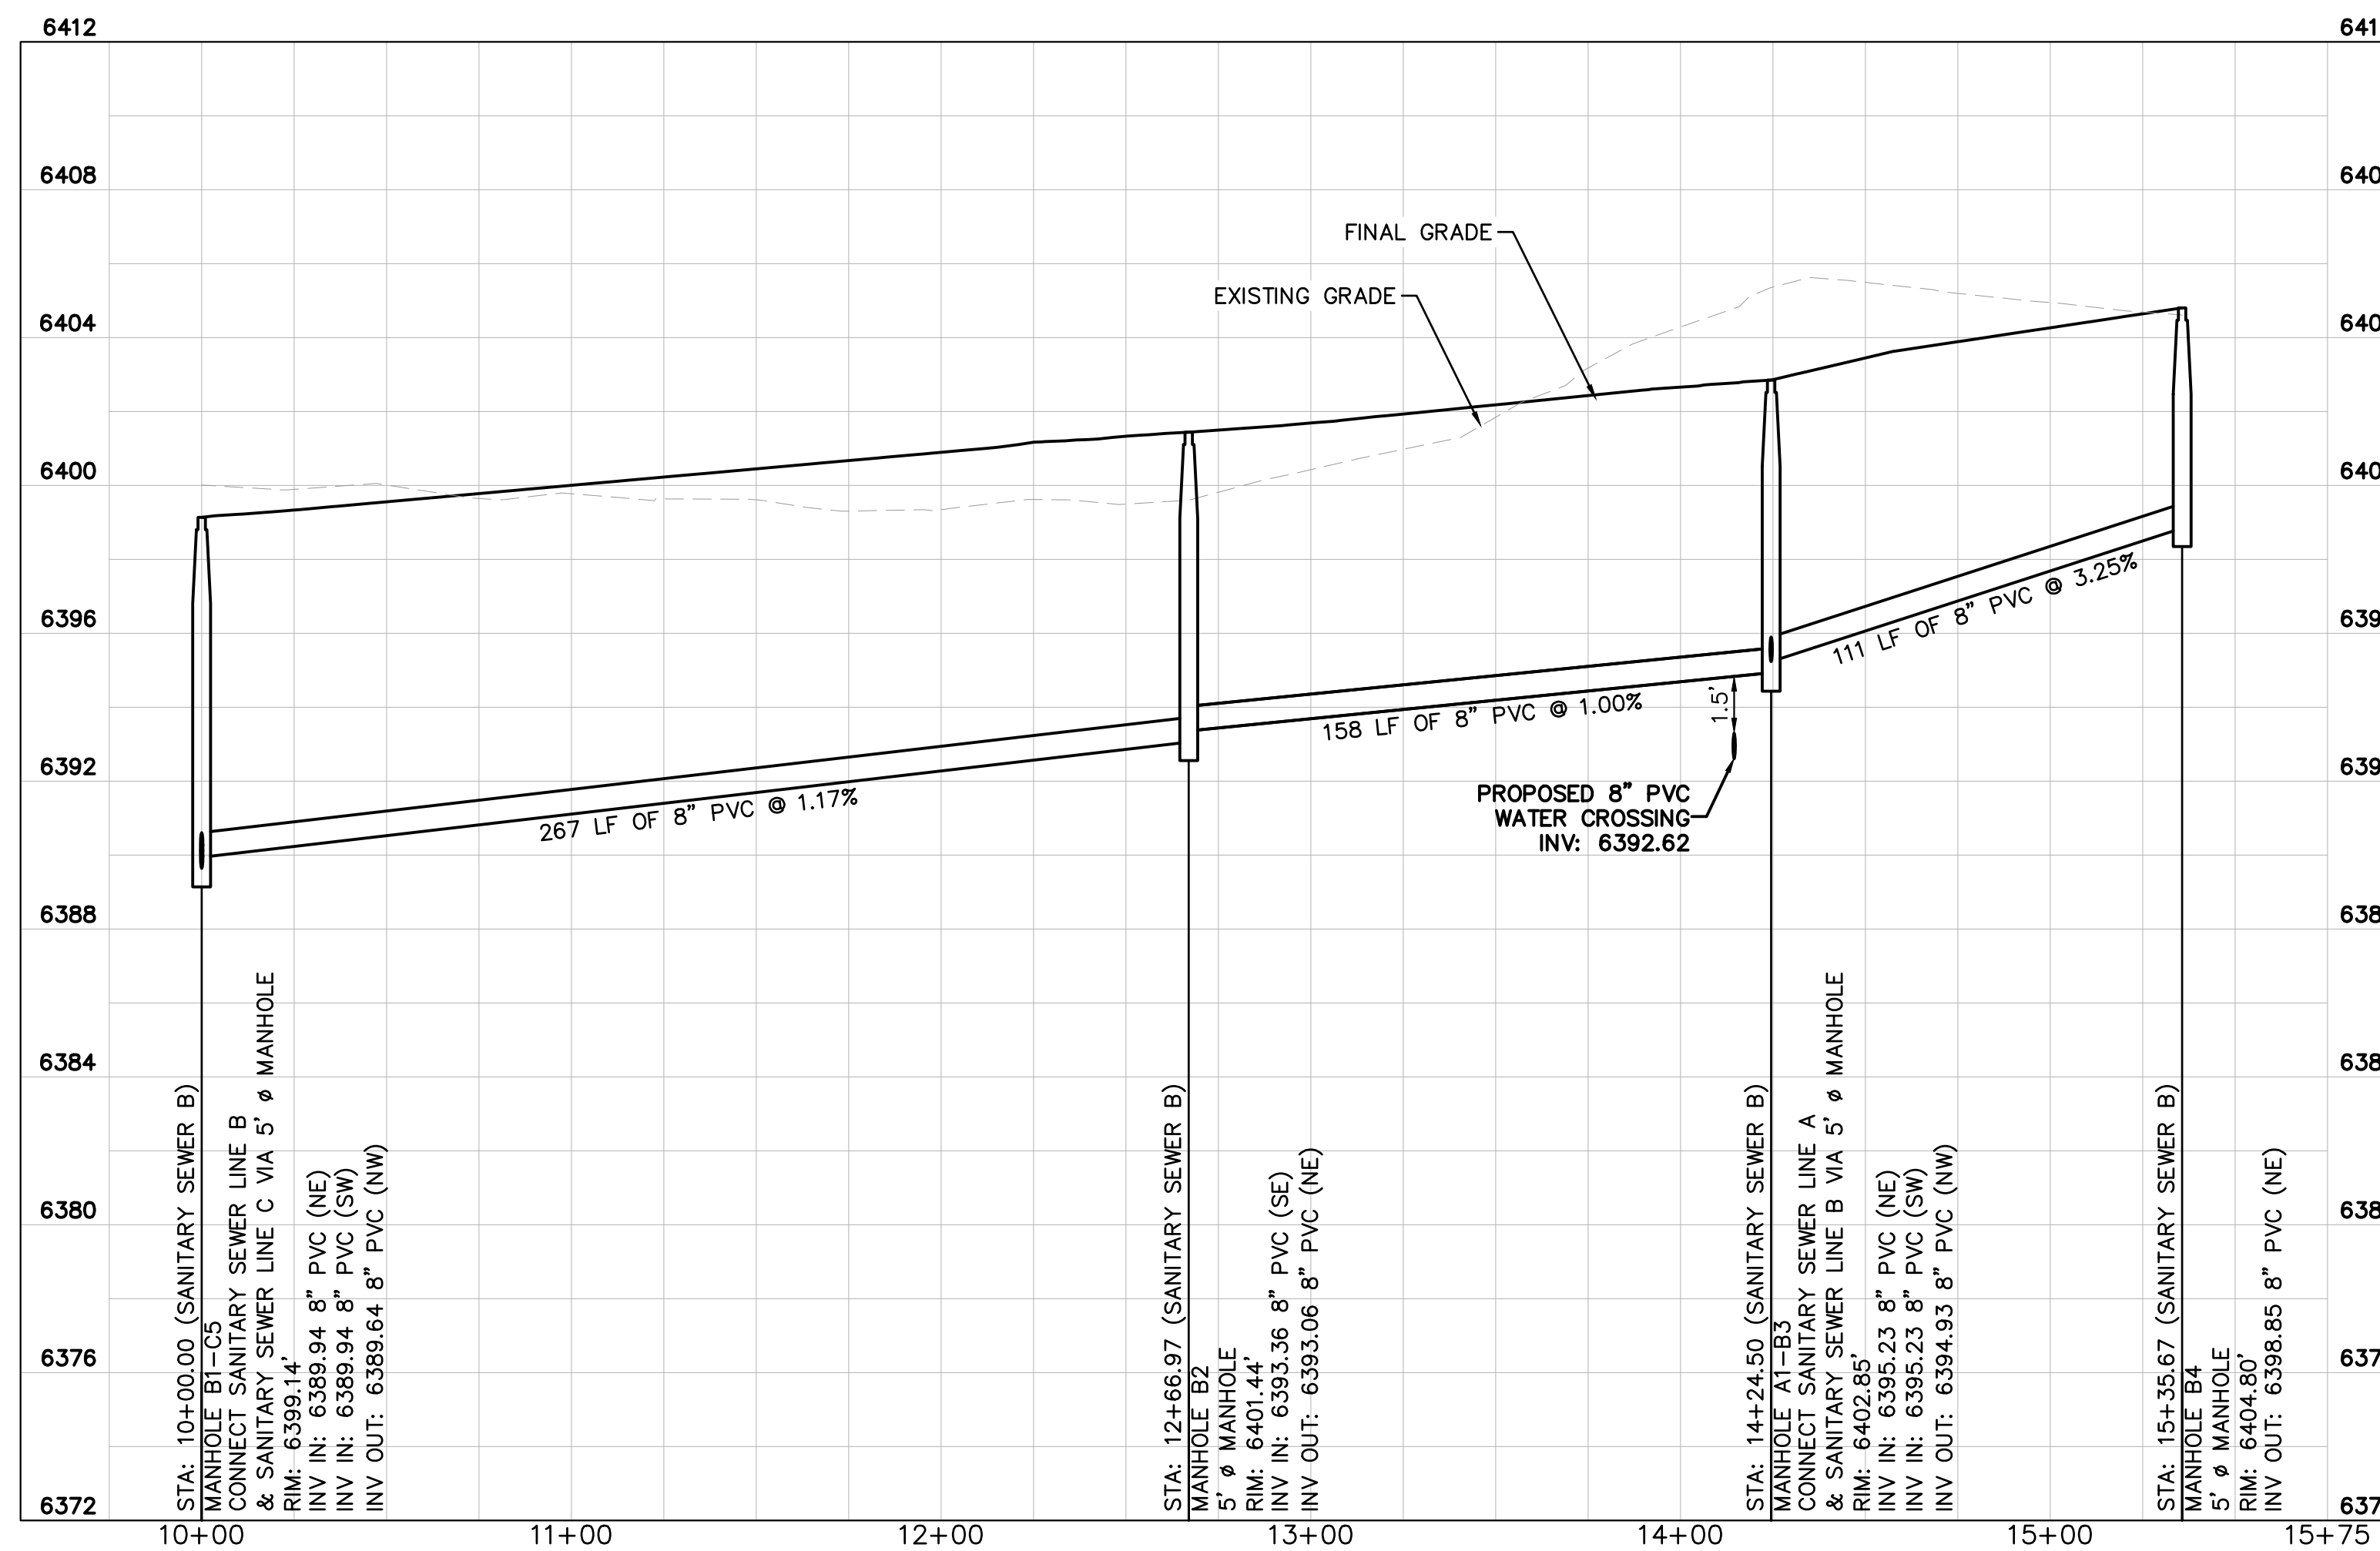 6412
641
6408
640
FINAL GRADE
EXISTING GRADE
6404
640
6400
640
6396
639
111 LF OF 8" PVC @ 3.25%
158 LF OF 8" PVC @ 1.00%
1.5'
6392
639
267 LF OF 8" PVC @ 1.17%
PROPOSED 8" PVC
WATER CROSSING
INV: 6392.62
6388
638
6384
638
6380
638
6376
637
6372
637
STA: 10+00.00 (SANITARY SEWER B)
MANHOLE B1-C5
CONNECT SANITARY SEWER LINE B
& SANITARY SEWER LINE C VIA 5' ø MANHOLE
RIM: 6399.14'
INV IN: 6389.94 8" PVC (NE)
INV IN: 6389.94 8" PVC (SW)
INV OUT: 6389.64 8" PVC (NW)
STA: 12+66.97 (SANITARY SEWER B)
MANHOLE B2
5' ø MANHOLE
RIM: 6401.44'
INV IN: 6393.36 8" PVC (SE)
INV OUT: 6393.06 8" PVC (NE)
STA: 14+24.50 (SANITARY SEWER B)
MANHOLE A1-B3
CONNECT SANITARY SEWER LINE A
& SANITARY SEWER LINE B VIA 5' ø MANHOLE
RIM: 6402.85'
INV IN: 6395.23 8" PVC (NE)
INV IN: 6395.23 8" PVC (SW)
INV OUT: 6394.93 8" PVC (NW)
STA: 15+35.67 (SANITARY SEWER B)
MANHOLE B4
5' ø MANHOLE
RIM: 6404.80'
INV OUT: 6398.85 8" PVC (NE)
10+00
11+00
12+00
13+00
14+00
15+00
15+75